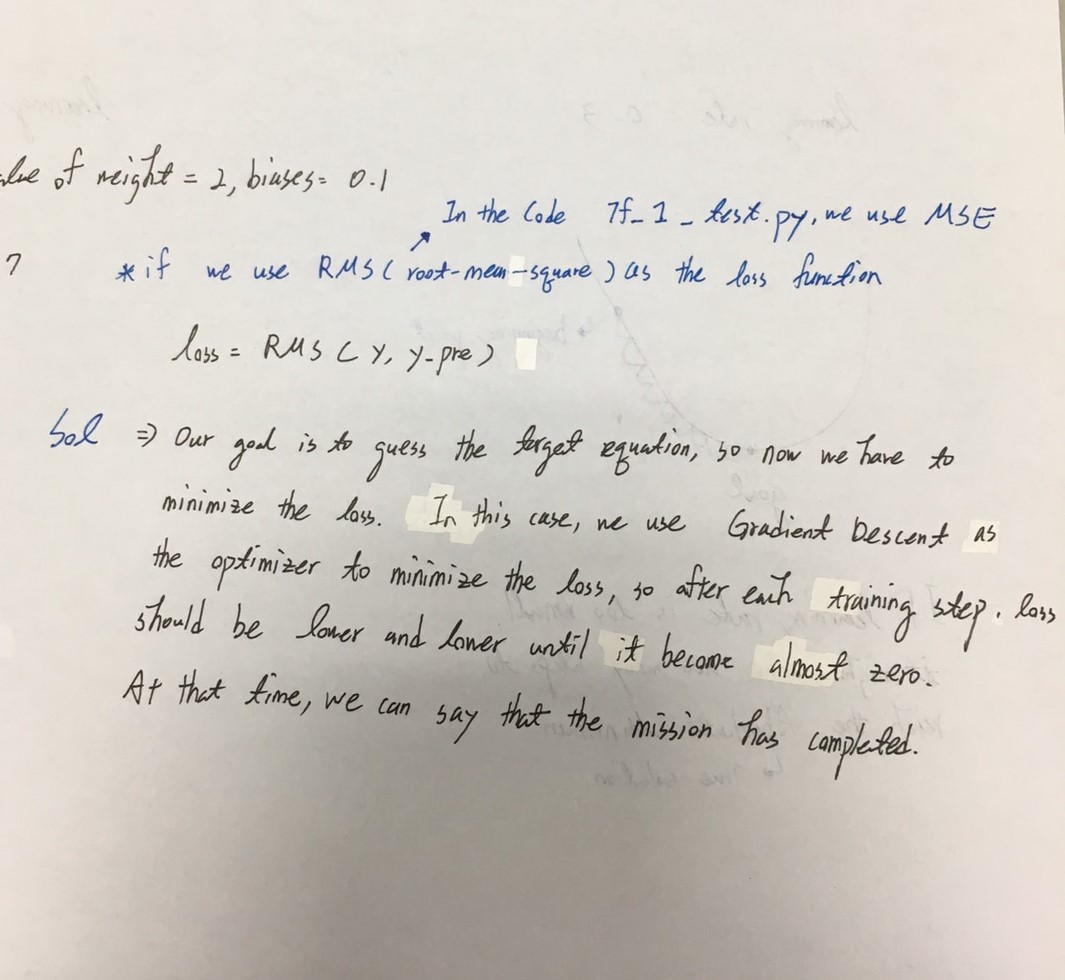 of weight = 2, biases= 0.1
In the Code Tf_1_test.py, we use MSE
7
* if we use RMS ( root-mean-square ) as the loss function
loss = RMS ( Y, Y-pre )
Sol ⇒ Our goal is to guess the target equation, so now we have to
minimize the loss. In this case, we use Gradient Descent as
the optimizer to minimize the loss, so after each training step. loss
should be lower and lower until it become almost zero.
At that time, we can say that the mission has completed.